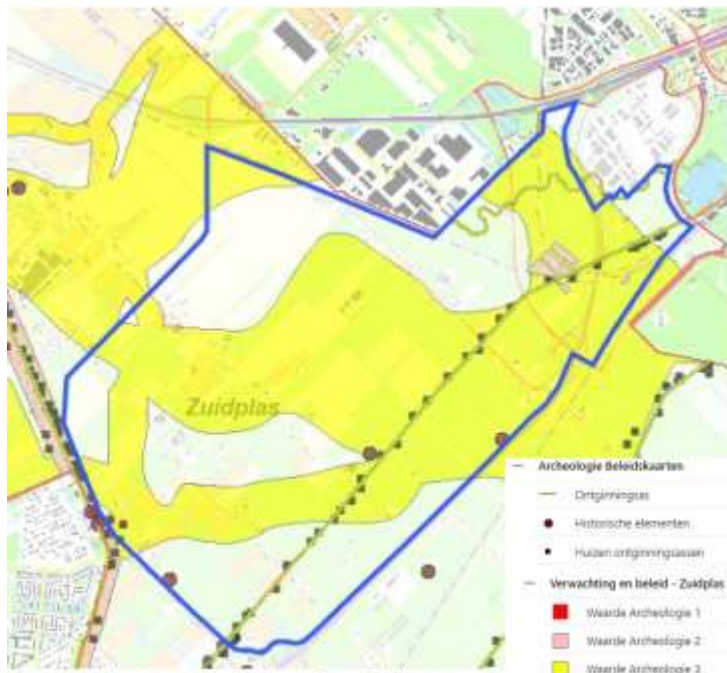 Zuidplas
Archeologie Beleidskaarten
Ontginningsas
Historische elementen
Huizen ontginningsassen
Verwachting en beleid - Zuidplas
Waarde Archeologie 1
Waarde Archeologie 2
Waarde Archeologie 3